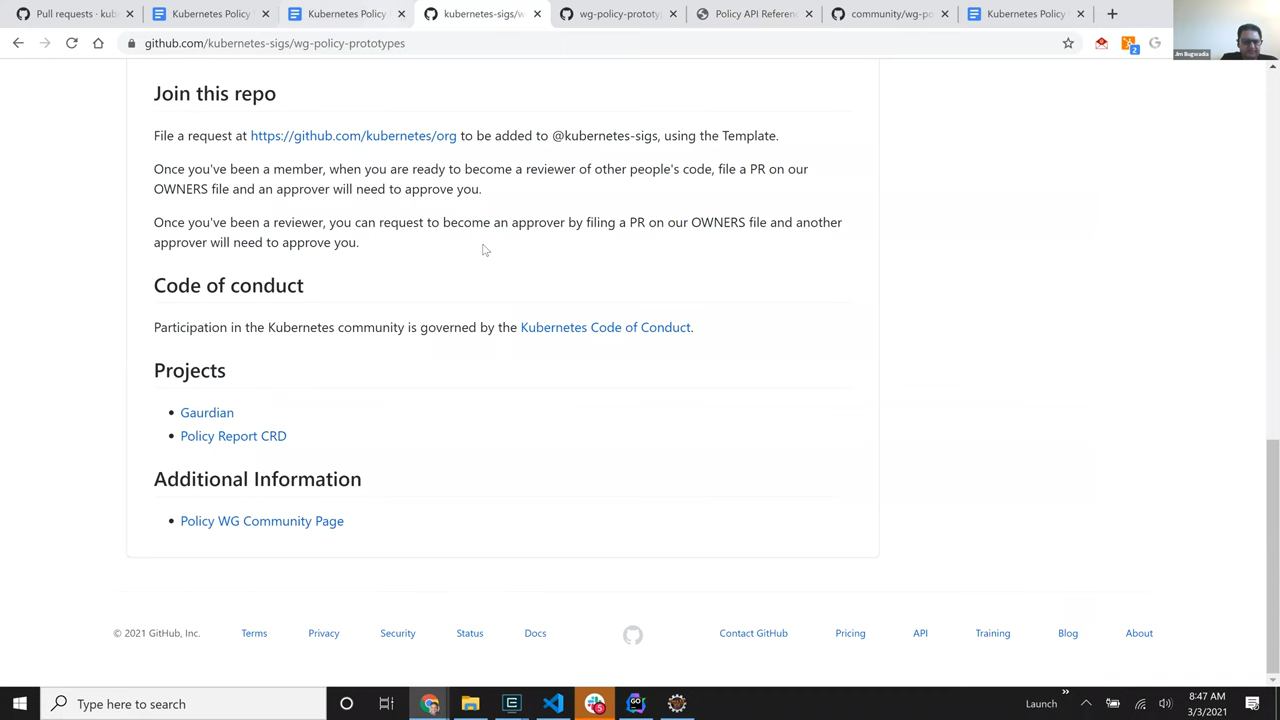 Pull requests · kub
Kubernetes Policy
Kubernetes Policy
kubernetes-sigs/w
wg-policy-prototyp
Policy API Referen
community/wg-po
Kubernetes Policy
github.com/kubernetes-sigs/wg-policy-prototypes
2
Jim Bugwadia
Join this repo
File a request at https://github.com/kubernetes/org to be added to @kubernetes-sigs, using the Template.
Once you've been a member, when you are ready to become a reviewer of other people's code, file a PR on our
OWNERS file and an approver will need to approve you.
Once you've been a reviewer, you can request to become an approver by filing a PR on our OWNERS file and another
approver will need to approve you.
Code of conduct
Participation in the Kubernetes community is governed by the Kubernetes Code of Conduct.
Projects
• Gaurdian
• Policy Report CRD
Additional Information
• Policy WG Community Page
© 2021 GitHub, Inc. Terms Privacy Security Status Docs Contact GitHub Pricing API Training Blog About
Type here to search
Launch
8:47 AM
3/3/2021